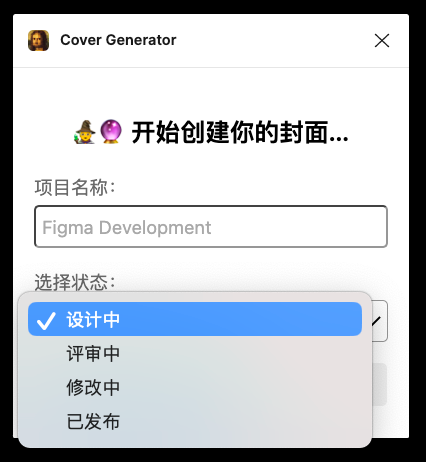 Cover Generator
🧙‍♀️🔮 开始创建你的封面...
项目名称：
Figma Development
选择状态：
设计中
评审中
修改中
已发布